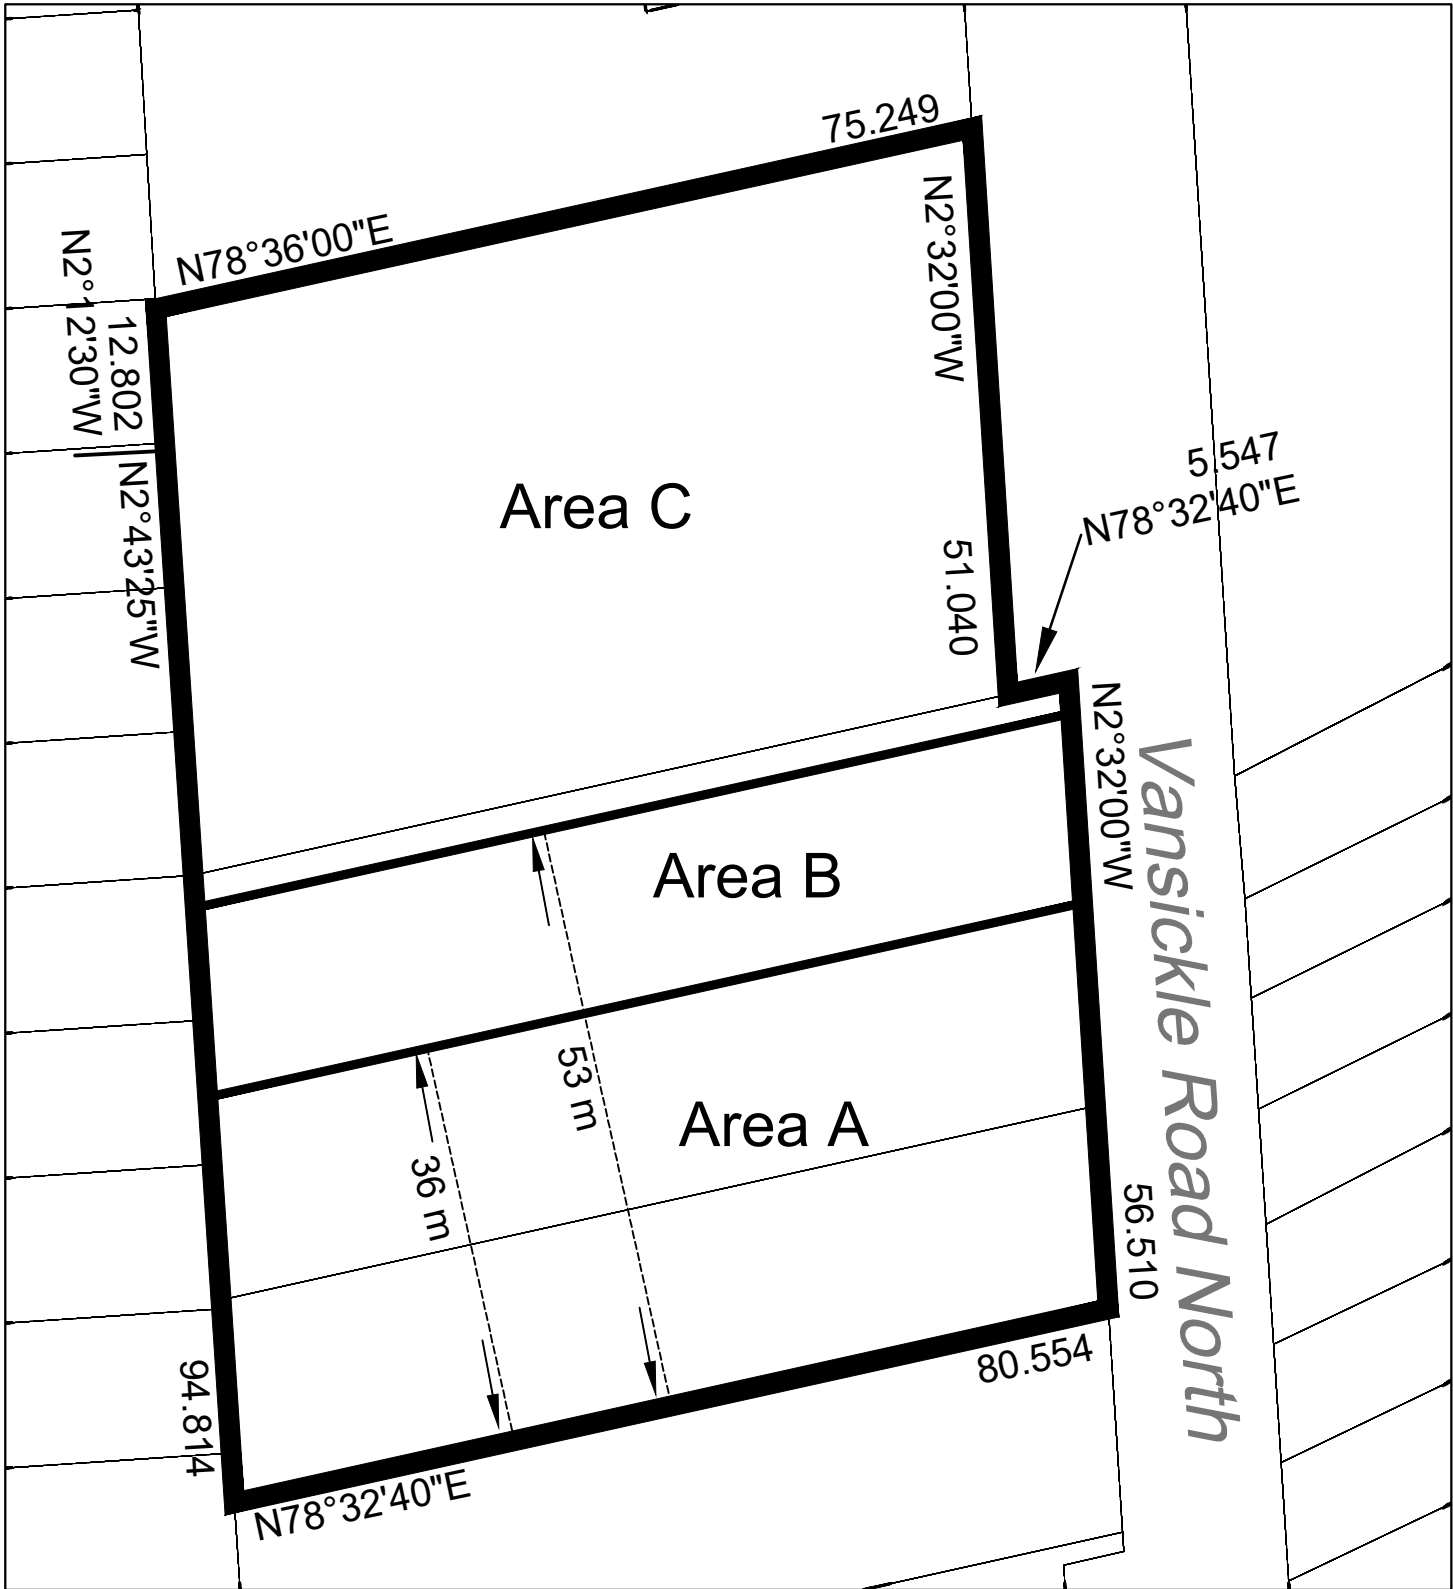 75.249
N78°36'00"E
N2°32'00"W
N2°12'30"W
12.802
N2°43'25"W
5.547
N78°32'40"E
Area C
51.040
N2°32'00"W
Vansickle Road North
Area B
53 m
Area A
36 m
56.510
80.554
94.814
N78°32'40"E